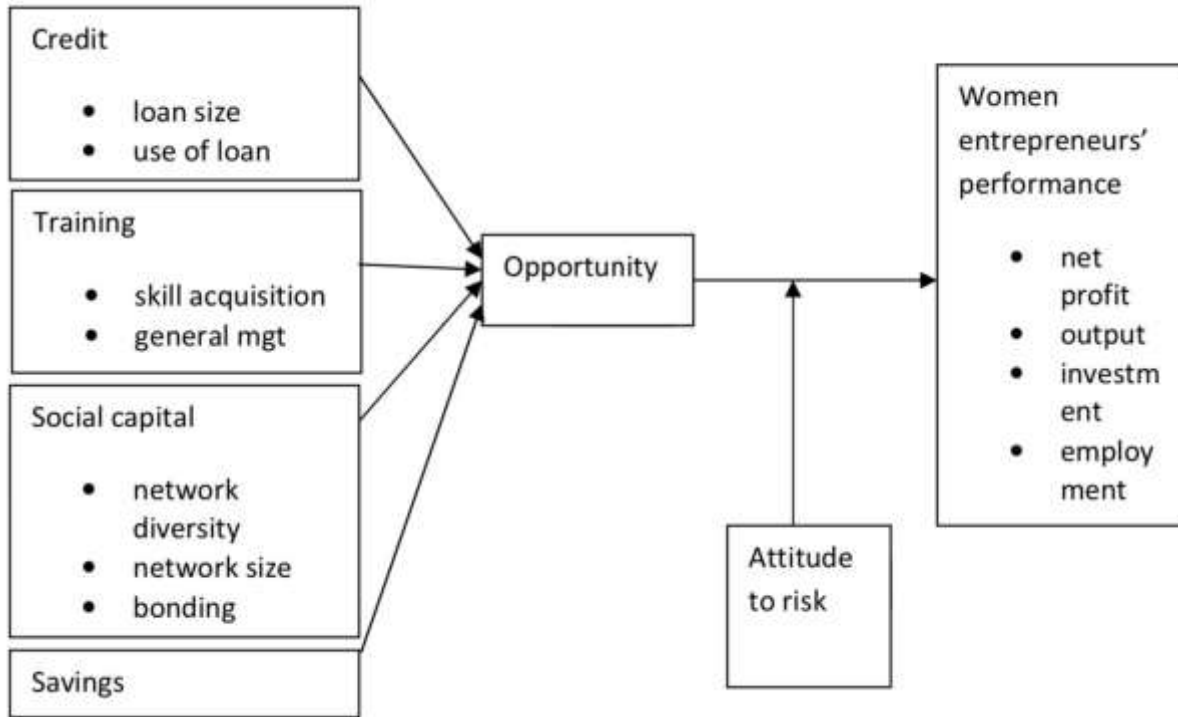 Credit
• loan size
• use of loan
Training
• skill acquisition
• general mgt
Social capital
• network
diversity
• network size
• bonding
Savings
Opportunity
Attitude
to risk
Women
entrepreneurs’
performance
• net
profit
• output
• investm
ent
• employ
ment